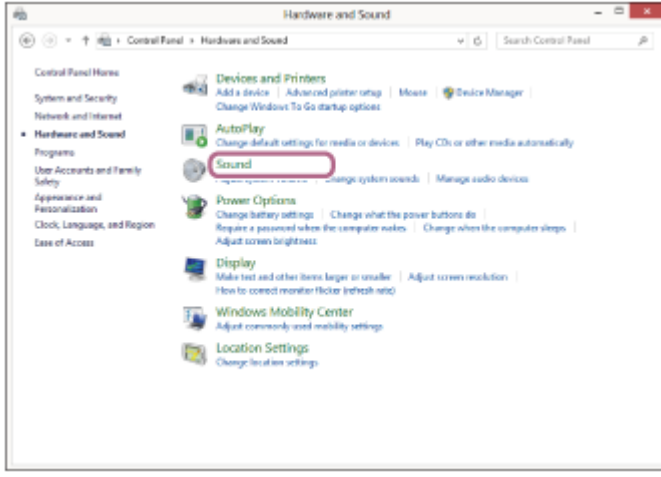 Hardware and Sound
Control Panel › Hardware and Sound
Search Control Panel
Control Panel Home
System and Security
Network and Internet
Hardware and Sound
Programs
User Accounts and Family
Safety
Appearance and
Personalization
Clock, Language, and Region
Ease of Access
Devices and Printers
Add a device | Advanced printer setup | Mouse | Device Manager
Change Windows To Go startup options
AutoPlay
Change default settings for media or devices | Play CDs or other media automatically
Sound
Change system sounds | Manage audio devices
Power Options
Change battery settings | Change what the power buttons do
Require a password when the computer wakes | Change when the computer sleeps
Adjust screen brightness
Display
Make text and other items larger or smaller | Adjust screen resolution
How to correct monitor flicker (refresh rate)
Windows Mobility Center
Adjust commonly used mobility settings
Location Settings
Change location settings